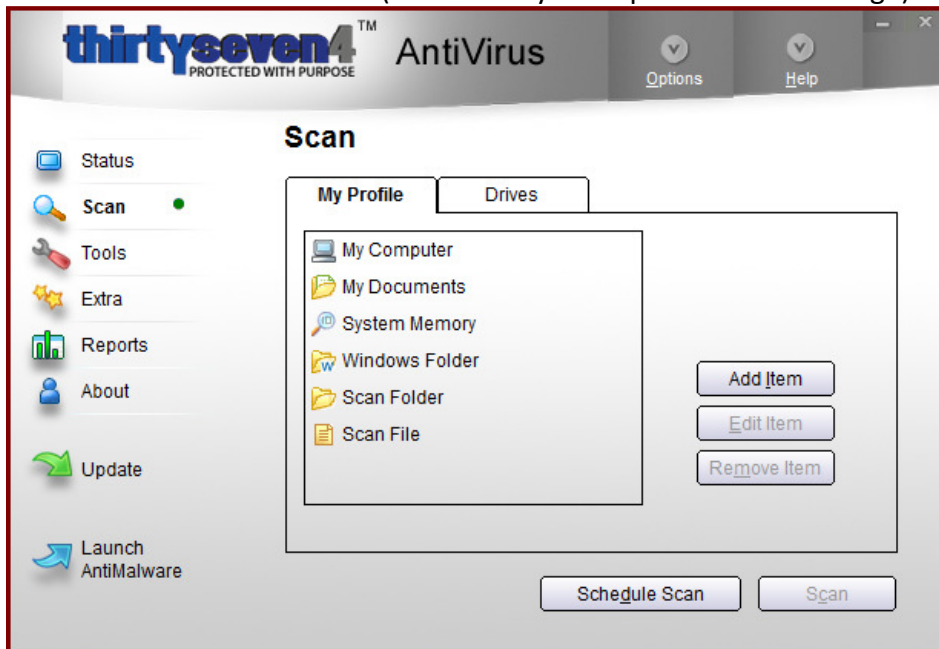 thirtyseven4™ AntiVirus
PROTECTED WITH PURPOSE
Options
Help
Scan
Status
Scan
Tools
Extra
Reports
About
Update
Launch
AntiMalware
My Profile
Drives
My Computer
My Documents
System Memory
Windows Folder
Scan Folder
Scan File
Add Item
Edit Item
Remove Item
Schedule Scan
Scan